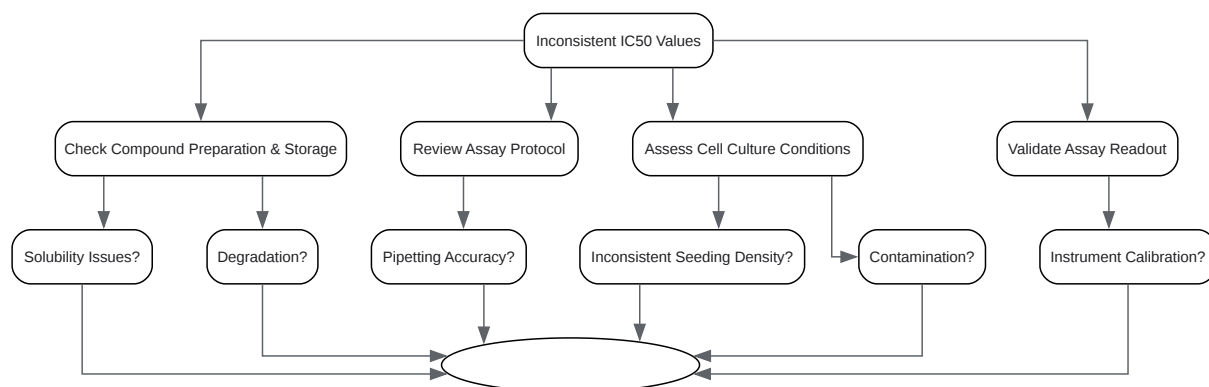 Inconsistent IC50 Values
Check Compound Preparation & Storage
Review Assay Protocol
Assess Cell Culture Conditions
Validate Assay Readout
Solubility Issues?
Degradation?
Pipetting Accuracy?
Inconsistent Seeding Density?
Contamination?
Instrument Calibration?